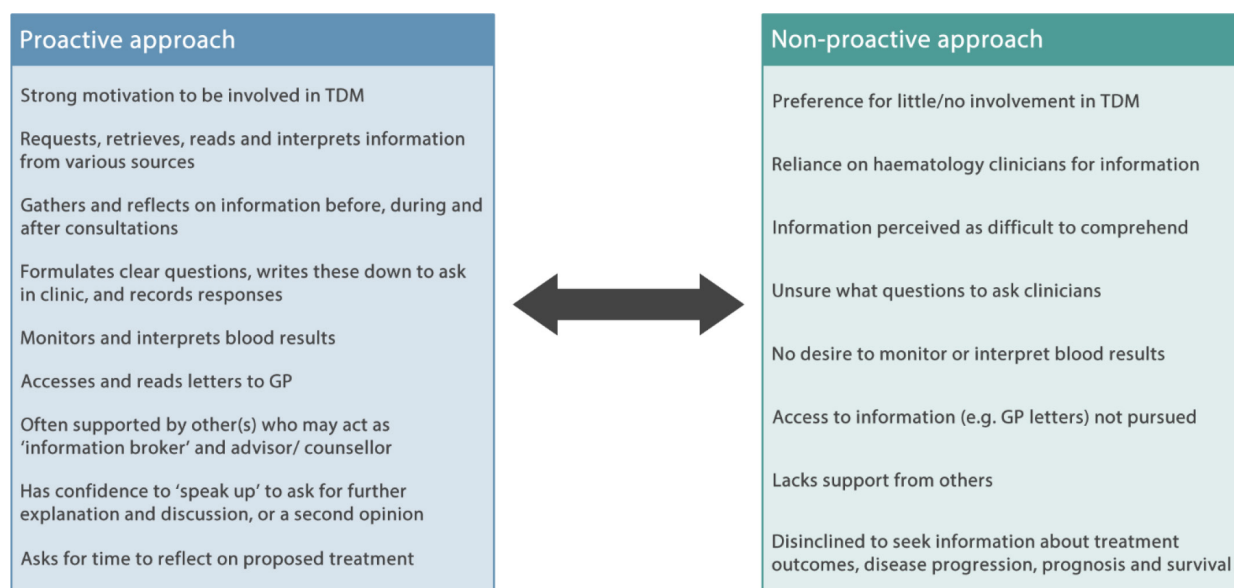 Proactive approach
Strong motivation to be involved in TDM
Requests, retrieves, reads and interprets information
from various sources
Gathers and reflects on information before, during and
after consultations
Formulates clear questions, writes these down to ask
in clinic, and records responses
Monitors and interprets blood results
Accesses and reads letters to GP
Often supported by other(s) who may act as
‘information broker’ and advisor/ counsellor
Has confidence to ‘speak up’ to ask for further
explanation and discussion, or a second opinion
Asks for time to reflect on proposed treatment
Non-proactive approach
Preference for little/no involvement in TDM
Reliance on haematology clinicians for information
Information perceived as difficult to comprehend
Unsure what questions to ask clinicians
No desire to monitor or interpret blood results
Access to information (e.g. GP letters) not pursued
Lacks support from others
Disinclined to seek information about treatment
outcomes, disease progression, prognosis and survival